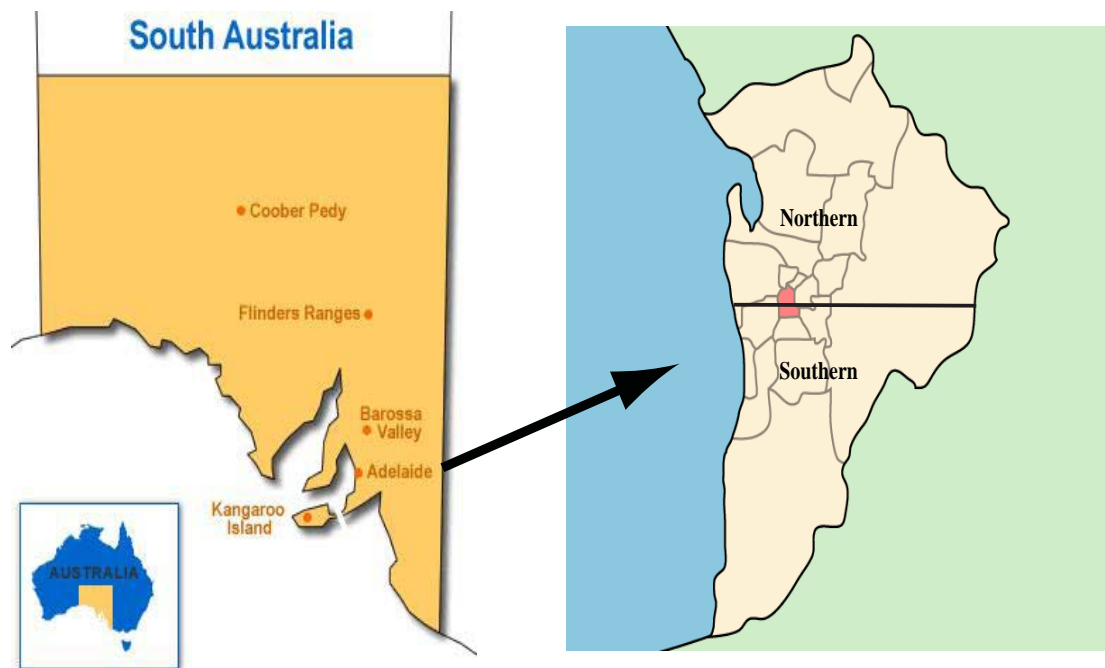 South Australia
Coober Pedy
Flinders Ranges
Barossa
Valley
Adelaide
Kangaroo
Island
AUSTRALIA
Northern
Southern